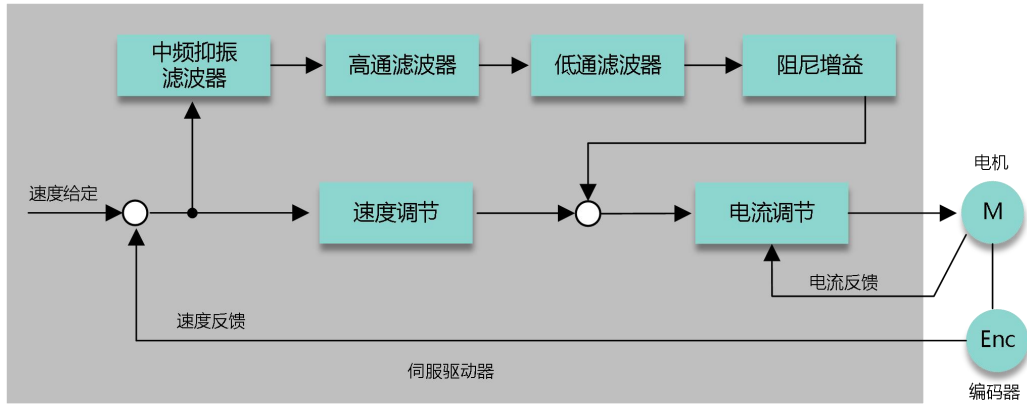 中频抑振
滤波器
高通滤波器
低通滤波器
阻尼增益
电机
速度给定
速度调节
电流调节
M
电流反馈
速度反馈
Enc
伺服驱动器
编码器